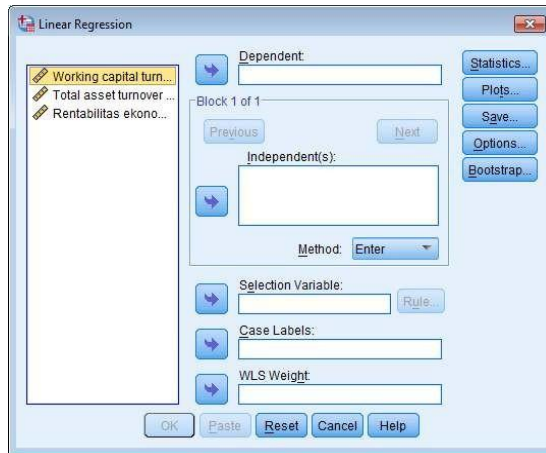 Linear Regression
Working capital turn...
Total asset turnover ...
Rentabilitas ekono...
Dependent:
Block 1 of 1
Previous
Next
Independent(s):
Method:
Enter
Selection Variable:
Rule...
Case Labels:
WLS Weight:
Statistics...
Plots...
Save...
Options...
Bootstrap...
OK
Paste
Reset
Cancel
Help